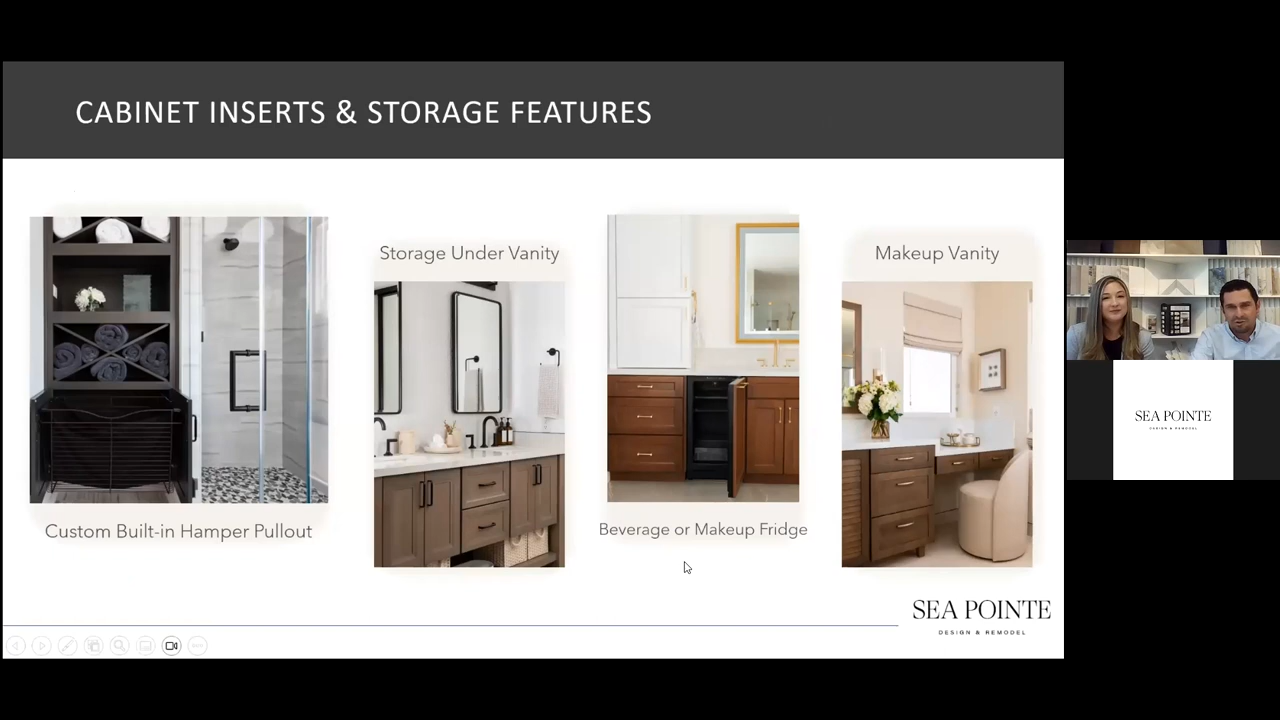 CABINET INSERTS & STORAGE FEATURES
Storage Under Vanity
Makeup Vanity
Custom Built-in Hamper Pullout
Beverage or Makeup Fridge
SEA POINTE
DESIGN & REMODEL
SEA POINTE
DESIGN & REMODEL